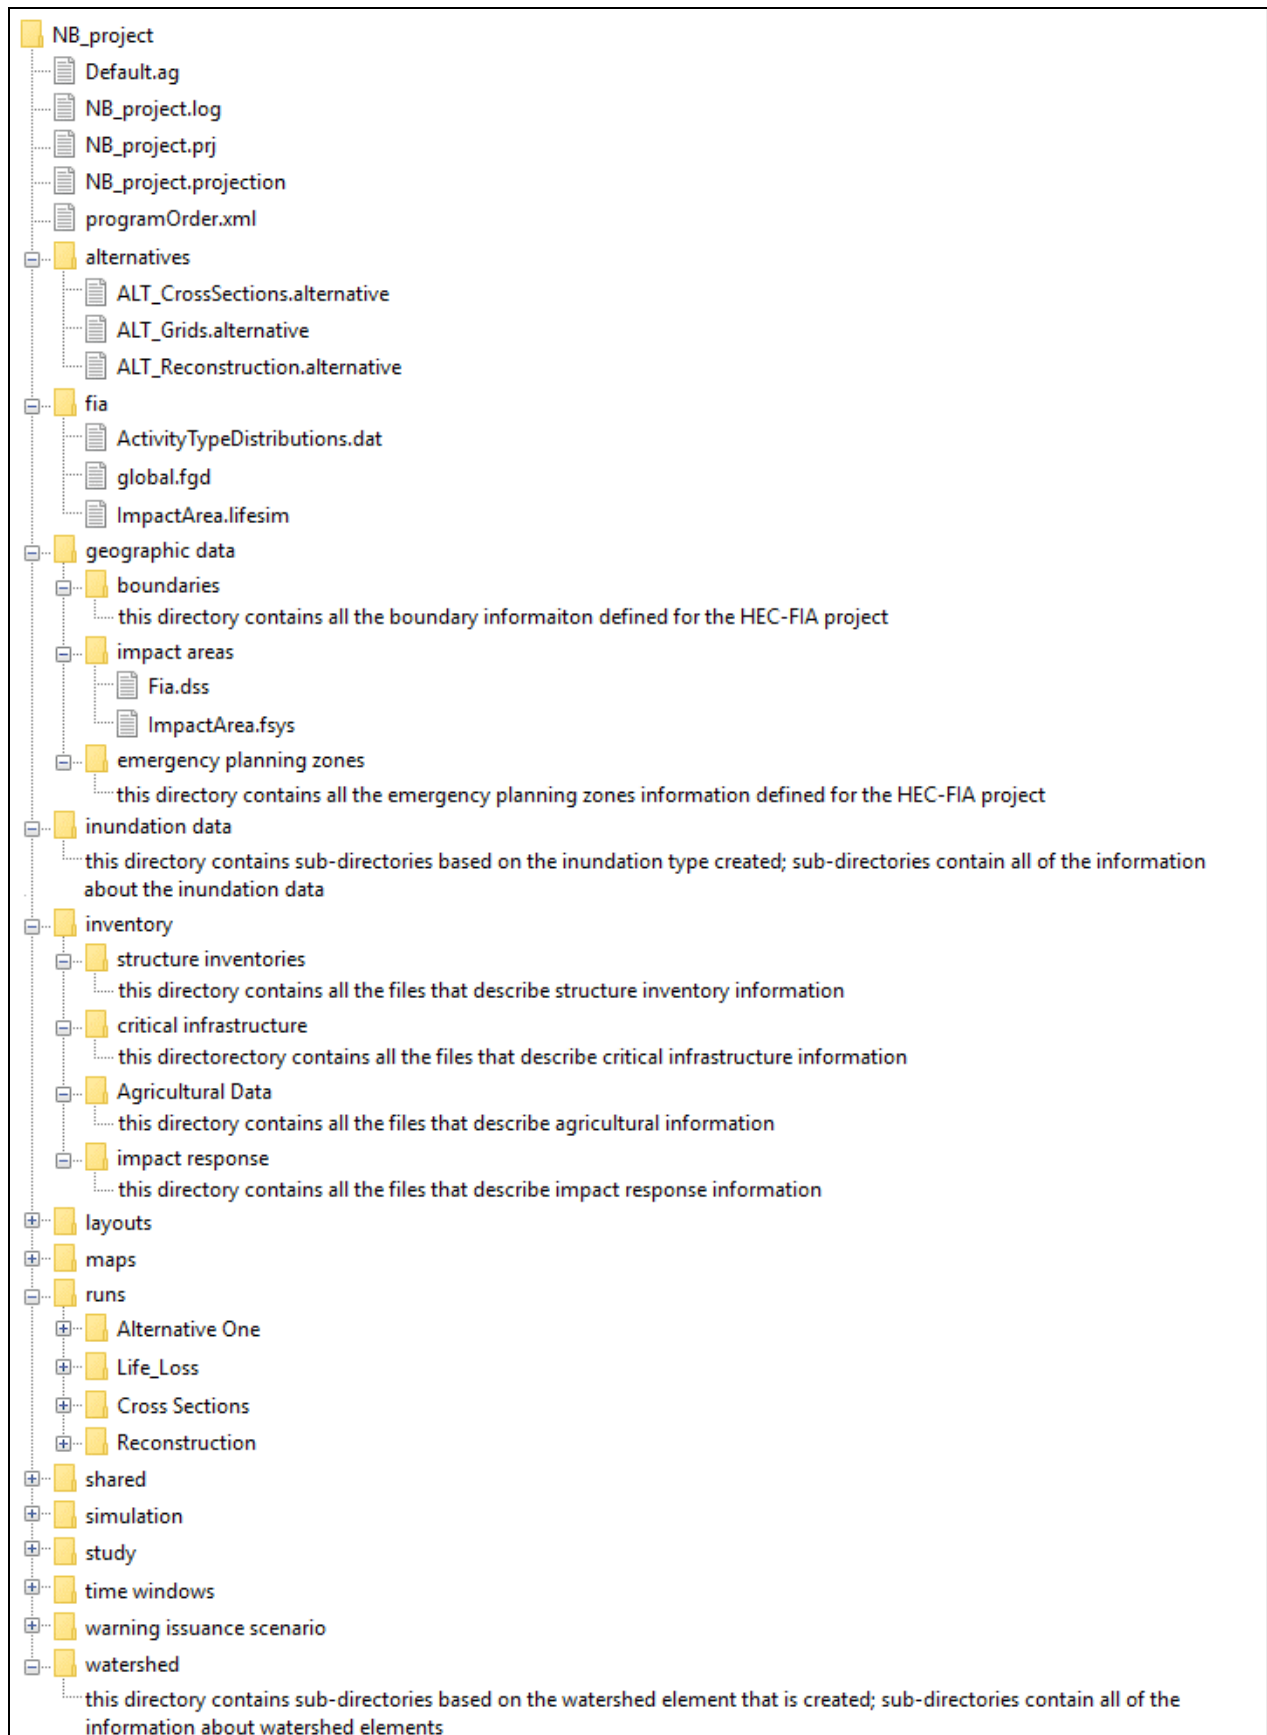 NB_project
Default.ag
NB_project.log
NB_project.prj
NB_project.projection
programOrder.xml
alternatives
ALT_CrossSections.alternative
ALT_Grids.alternative
ALT_Reconstruction.alternative
fia
ActivityTypeDistributions.dat
global.fgd
ImpactArea.lifesim
geographic data
boundaries
this directory contains all the boundary informaiton defined for the HEC-FIA project
impact areas
Fia.dss
ImpactArea.fsys
emergency planning zones
this directory contains all the emergency planning zones information defined for the HEC-FIA project
inundation data
this directory contains sub-directories based on the inundation type created; sub-directories contain all of the information
about the inundation data
inventory
structure inventories
this directory contains all the files that describe structure inventory information
critical infrastructure
this directorectory contains all the files that describe critical infrastructure information
Agricultural Data
this directory contains all the files that describe agricultural information
impact response
this directory contains all the files that describe impact response information
layouts
maps
runs
Alternative One
Life_Loss
Cross Sections
Reconstruction
shared
simulation
study
time windows
warning issuance scenario
watershed
this directory contains sub-directories based on the watershed element that is created; sub-directories contain all of the
information about watershed elements